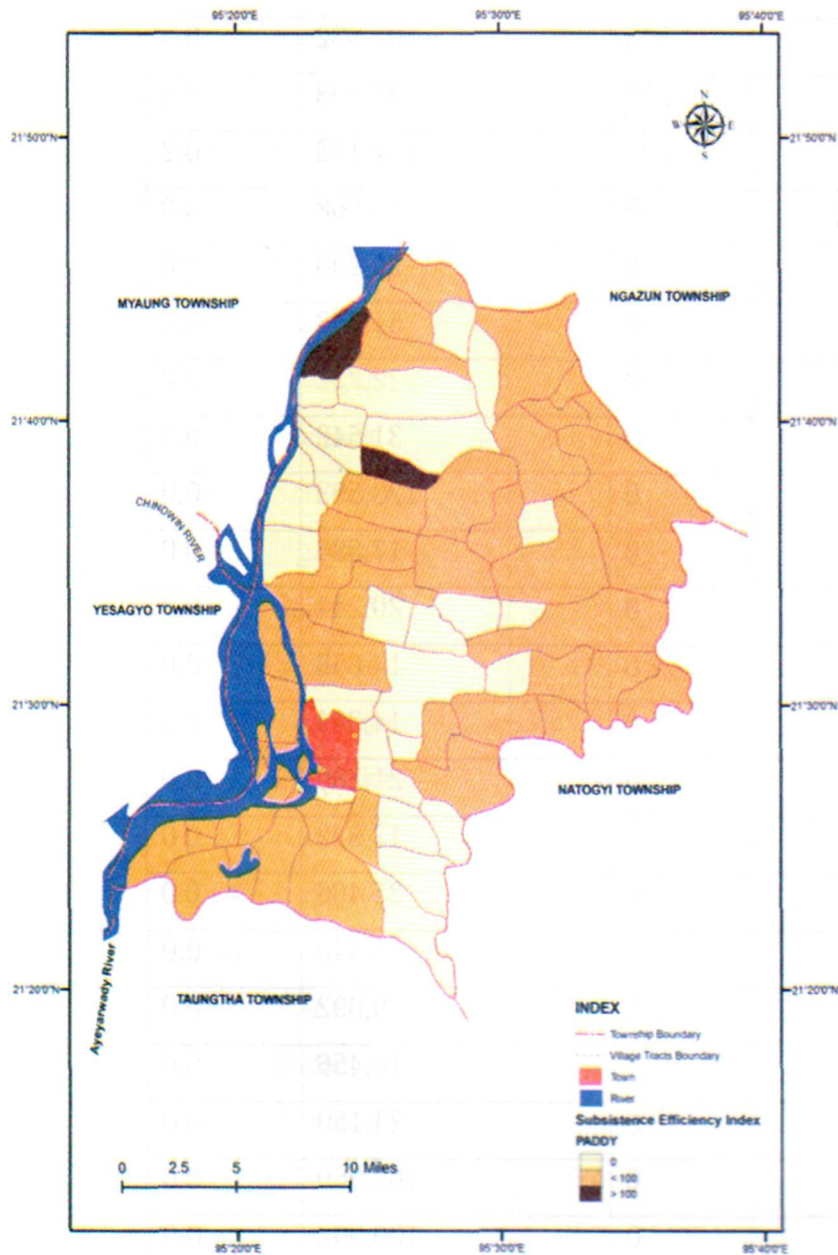 95°20'0"E 95°30'0"E 95°40'0"E
N
W E
S
21°50'0"N 21°50'0"N
MYAUNG TOWNSHIP NGAZUN TOWNSHIP
21°40'0"N 21°40'0"N
CHINDWIN RIVER
YESAGYO TOWNSHIP
21°30'0"N 21°30'0"N
NATOGYI TOWNSHIP
Ayeyarwady River
21°20'0"N 21°20'0"N
TAUNGTHA TOWNSHIP
INDEX
Township Boundary
Village Tracts Boundary
Town
River
Subsistence Efficiency Index
PADDY
0
< 100
> 100
0 2.5 5 10 Miles
95°20'0"E 95°30'0"E 95°40'0"E